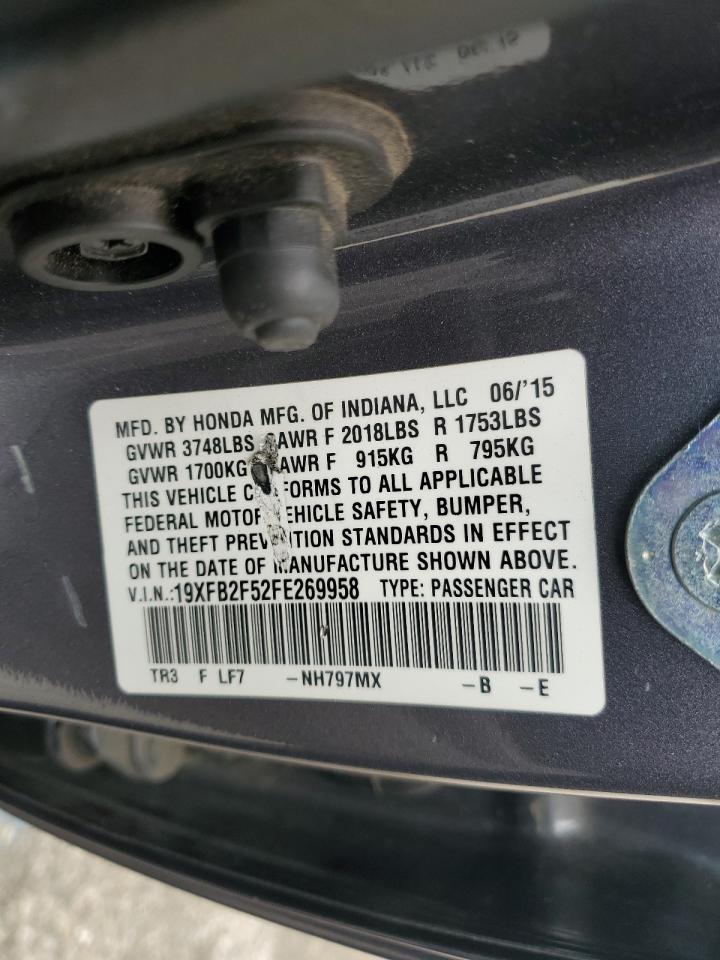 MFD. BY HONDA MFG. OF INDIANA, LLC 06/'15
GVWR 3748LBS GAWR F 2018LBS R 1753LBS
GVWR 1700KG GAWR F 915KG R 795KG
THIS VEHICLE CONFORMS TO ALL APPLICABLE
FEDERAL MOTOR VEHICLE SAFETY, BUMPER,
AND THEFT PREVENTION STANDARDS IN EFFECT
ON THE DATE OF MANUFACTURE SHOWN ABOVE.
V.I.N.:19XFB2F52FE269958 TYPE: PASSENGER CAR
TR3 F LF7 -NH797MX -B -E